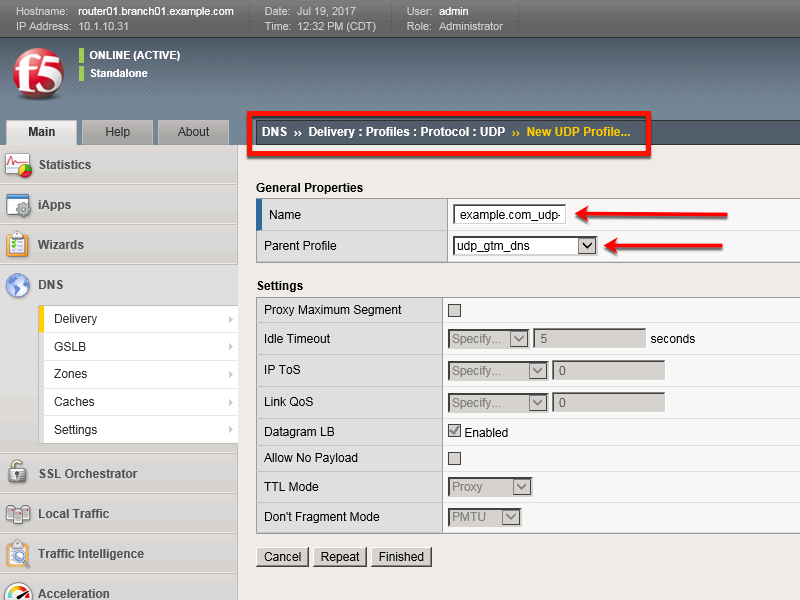 Hostname: router01.branch01.example.com Date: Jul 19, 2017 User: admin
IP Address: 10.1.10.31 Time: 12:32 PM (CDT) Role: Administrator
f5
ONLINE (ACTIVE)
Standalone
Main Help About
DNS ›› Delivery : Profiles : Protocol : UDP ›› New UDP Profile...
Statistics
iApps
Wizards
DNS
Delivery
GSLB
Zones
Caches
Settings
SSL Orchestrator
Local Traffic
Traffic Intelligence
Acceleration
General Properties
Name example.com_udp-
Parent Profile udp_gtm_dns
Settings
Proxy Maximum Segment
Idle Timeout Specify... 5 seconds
IP ToS Specify... 0
Link QoS Specify... 0
Datagram LB Enabled
Allow No Payload
TTL Mode Proxy
Don't Fragment Mode PMTU
Cancel Repeat Finished